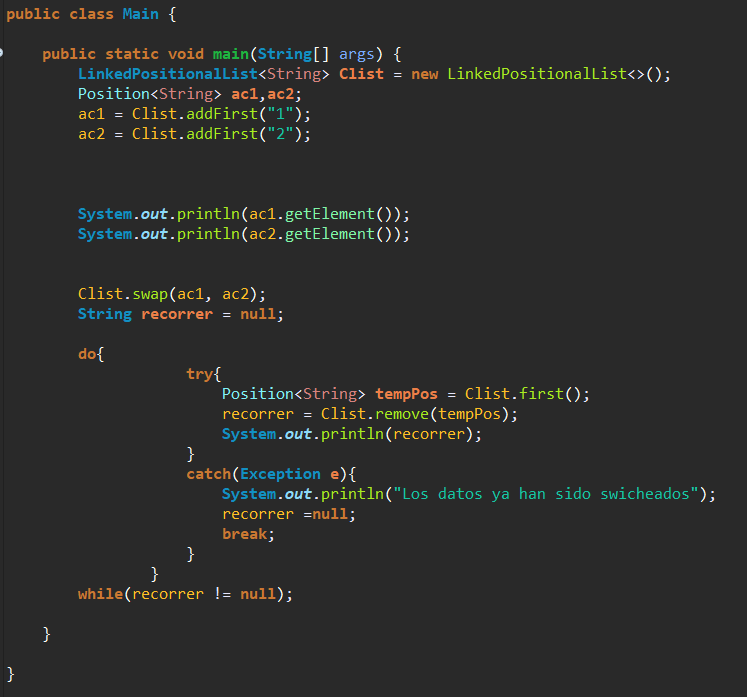 public class Main {
public static void main(String[] args) {
LinkedPositionalList<String> Clist = new LinkedPositionalList<>();
Position<String> ac1,ac2;
ac1 = Clist.addFirst("1");
ac2 = Clist.addFirst("2");
System.out.println(ac1.getElement());
System.out.println(ac2.getElement());
Clist.swap(ac1, ac2);
String recorrer = null;
do{
try{
Position<String> tempPos = Clist.first();
recorrer = Clist.remove(tempPos);
System.out.println(recorrer);
}
catch(Exception e){
System.out.println("Los datos ya han sido swicheados");
recorrer =null;
break;
}
}
while(recorrer != null);
}
}